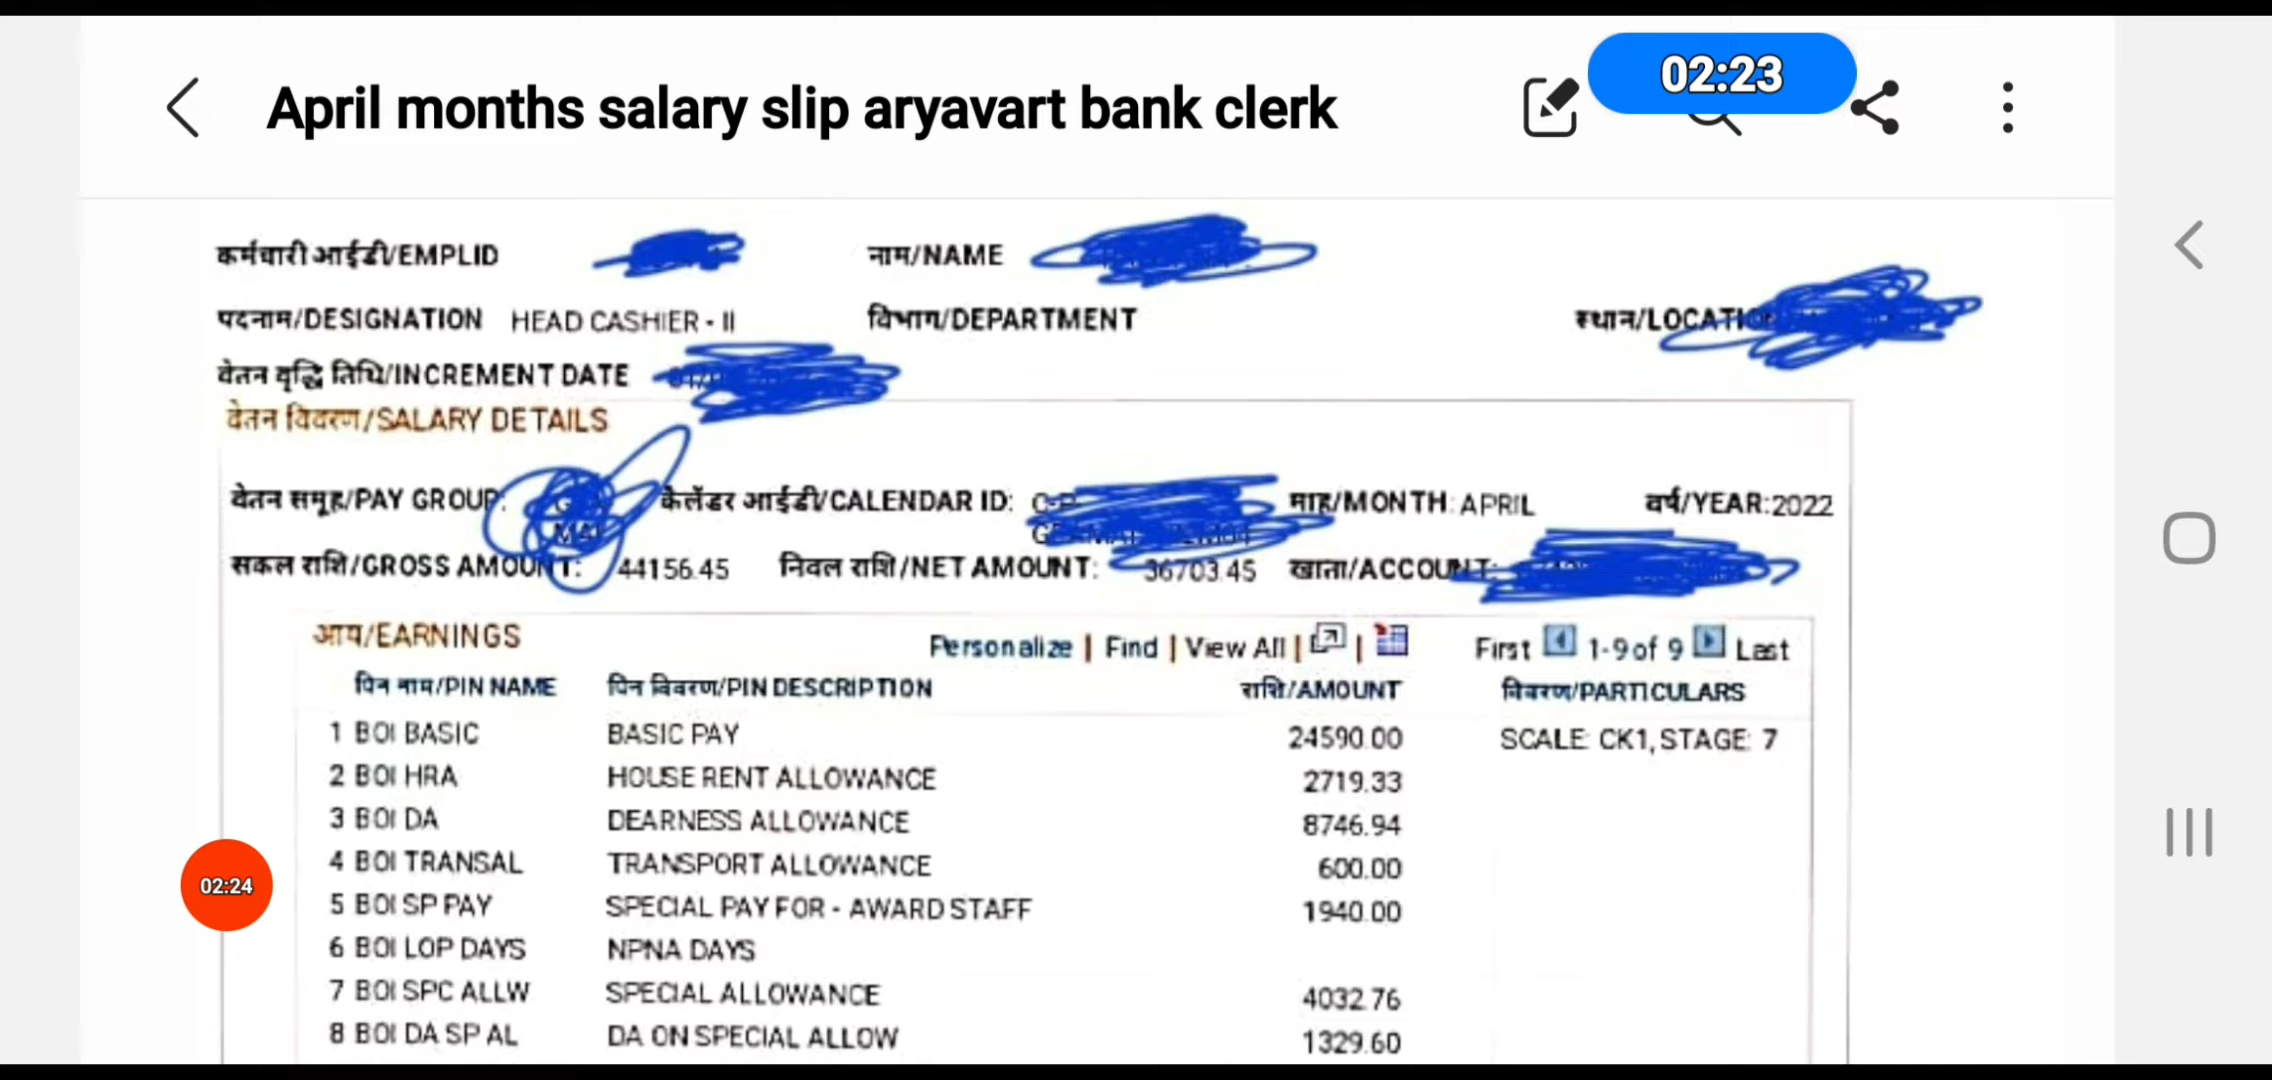 02:23
April months salary slip aryavart bank clerk
कर्मचारी आईडी/EMPLID नाम/NAME
पदनाम/DESIGNATION HEAD CASHIER - II विभाग/DEPARTMENT स्थान/LOCATIO
वेतन वृद्धि तिथि/INCREMENT DATE
वेतन विवरण/SALARY DETAILS
वेतन समूह/PAY GROUP: कैलेंडर आईडी/CALENDAR ID: माह/MONTH: APRIL वर्ष/YEAR:2022
सकल राशि/GROSS AMOUNT: 44156.45 निवल राशि/NET AMOUNT: 36703.45 खाता/ACCOUNT:
आय/EARNINGS Personalize | Find | View All | | First 1-9 of 9 Last
पिन नाम/PIN NAME पिन विवरण/PIN DESCRIPTION राशि/AMOUNT विवरण/PARTICULARS
1 BOI BASIC BASIC PAY 24590.00 SCALE: CK1, STAGE: 7
2 BOI HRA HOUSE RENT ALLOWANCE 2719.33
3 BOI DA DEARNESS ALLOWANCE 8746.94
4 BOI TRANSAL TRANSPORT ALLOWANCE 600.00
02:24
5 BOI SP PAY SPECIAL PAY FOR - AWARD STAFF 1940.00
6 BOI LOP DAYS NPNA DAYS
7 BOI SPC ALLW SPECIAL ALLOWANCE 4032.76
8 BOI DA SP AL DA ON SPECIAL ALLOW 1329.60